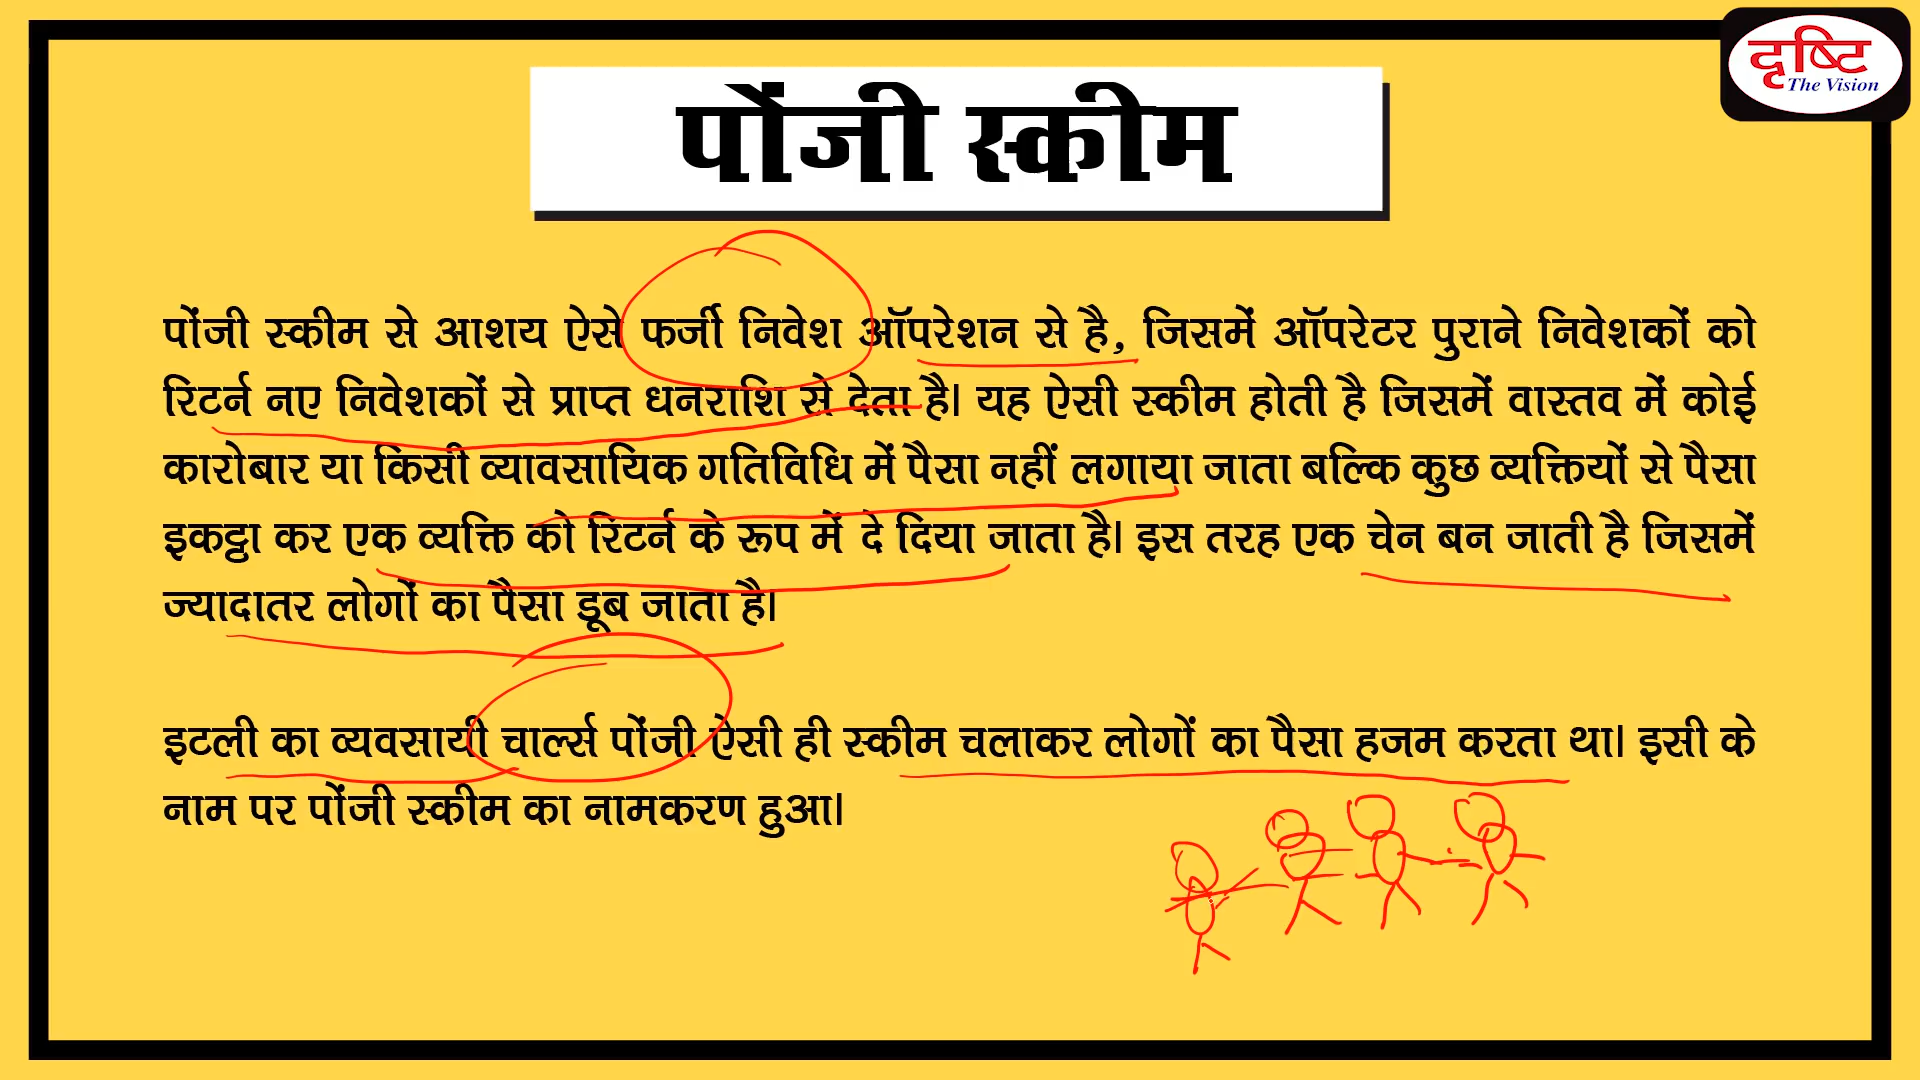 दृष्टि
The Vision
पोंजी स्कीम
पोंजी स्कीम से आशय ऐसे फर्जी निवेश ऑपरेशन से है, जिसमें ऑपरेटर पुराने निवेशकों को
रिटर्न नए निवेशकों से प्राप्त धनराशि से देता है। यह ऐसी स्कीम होती है जिसमें वास्तव में कोई
कारोबार या किसी व्यावसायिक गतिविधि में पैसा नहीं लगाया जाता बल्कि कुछ व्यक्तियों से पैसा
इकट्ठा कर एक व्यक्ति को रिटर्न के रूप में दे दिया जाता है। इस तरह एक चेन बन जाती है जिसमें
ज्यादातर लोगों का पैसा डूब जाता है।
इटली का व्यवसायी चार्ल्स पोंजी ऐसी ही स्कीम चलाकर लोगों का पैसा हजम करता था। इसी के
नाम पर पोंजी स्कीम का नामकरण हुआ।